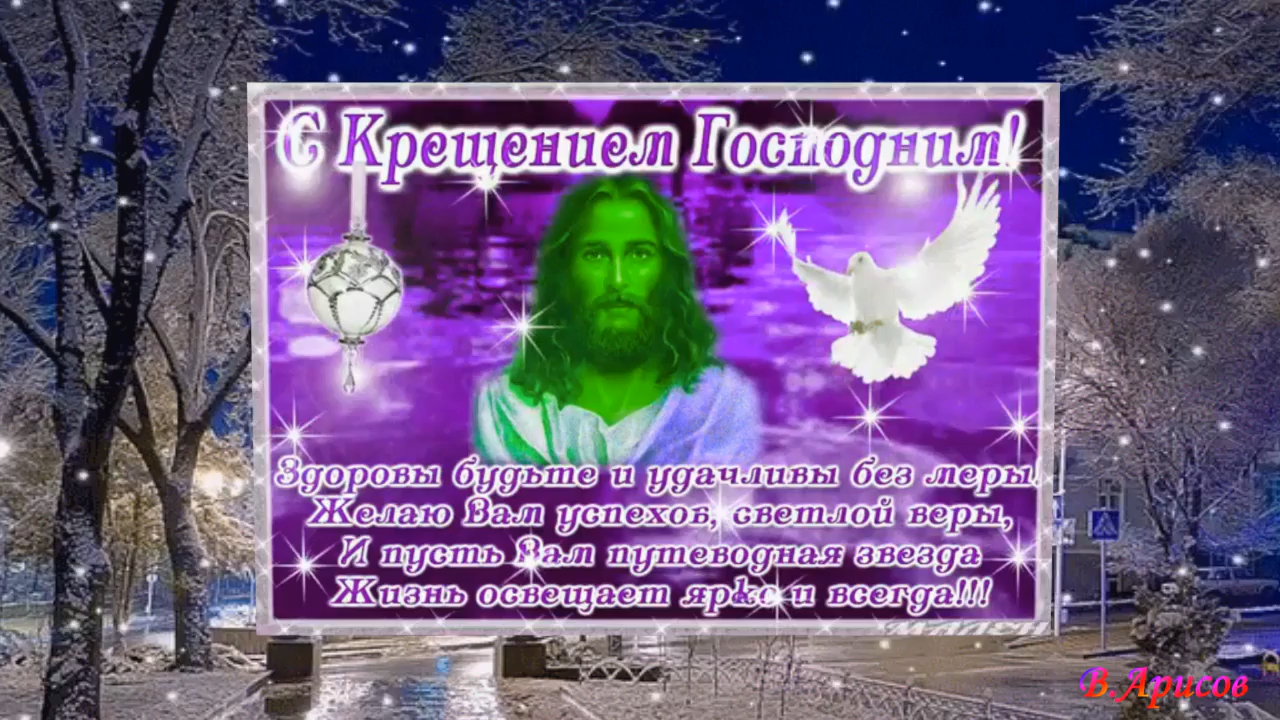 С Крещением Господним!
Здоровы будьте и удачливы без меры.
Желаю Вам успехов, светлой веры,
И пусть Вам путеводная звезда
Жизнь освещает ярко и всегда!!!
В.Арисов